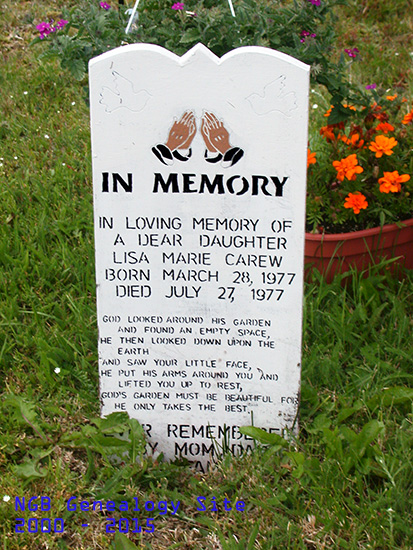 IN MEMORY
IN LOVING MEMORY OF
A DEAR DAUGHTER
LISA MARIE CAREW
BORN MARCH 28, 1977
DIED JULY 27, 1977
GOD LOOKED AROUND HIS GARDEN
AND FOUND AN EMPTY SPACE,
HE THEN LOOKED DOWN UPON THE
EARTH
AND SAW YOUR LITTLE FACE,
HE PUT HIS ARMS AROUND YOU AND
LIFTED YOU UP TO REST,
GOD'S GARDEN MUST BE BEAUTIFUL FOR
HE ONLY TAKES THE BEST.
REMEMBERED
BY MOM, DAD
NGB Genealogy Site
2000 - 2015